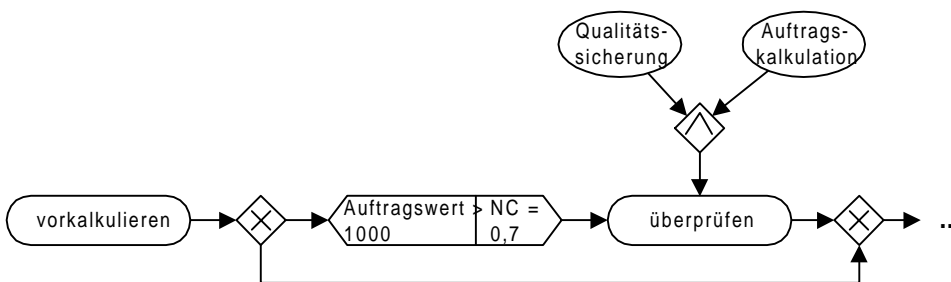 Qualitäts-
sicherung
Auftrags-
kalkulation
vorkalkulieren
Auftragswert >
1000
NC =
0,7
überprüfen
..